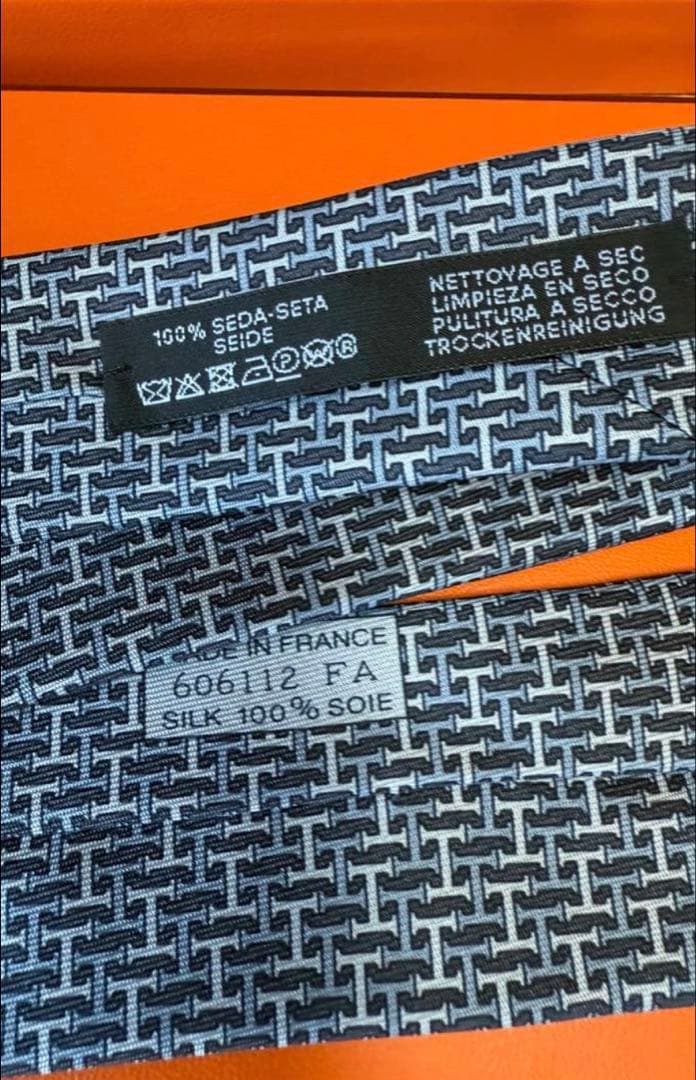 100% SEDA-SETA
SEIDE
NETTOYAGE A SEC
LIMPIEZA EN SECO
PULITURA A SECCO
TROCKENREINIGUNG
IN FRANCE
606112 FA
SILK 100% SOIE